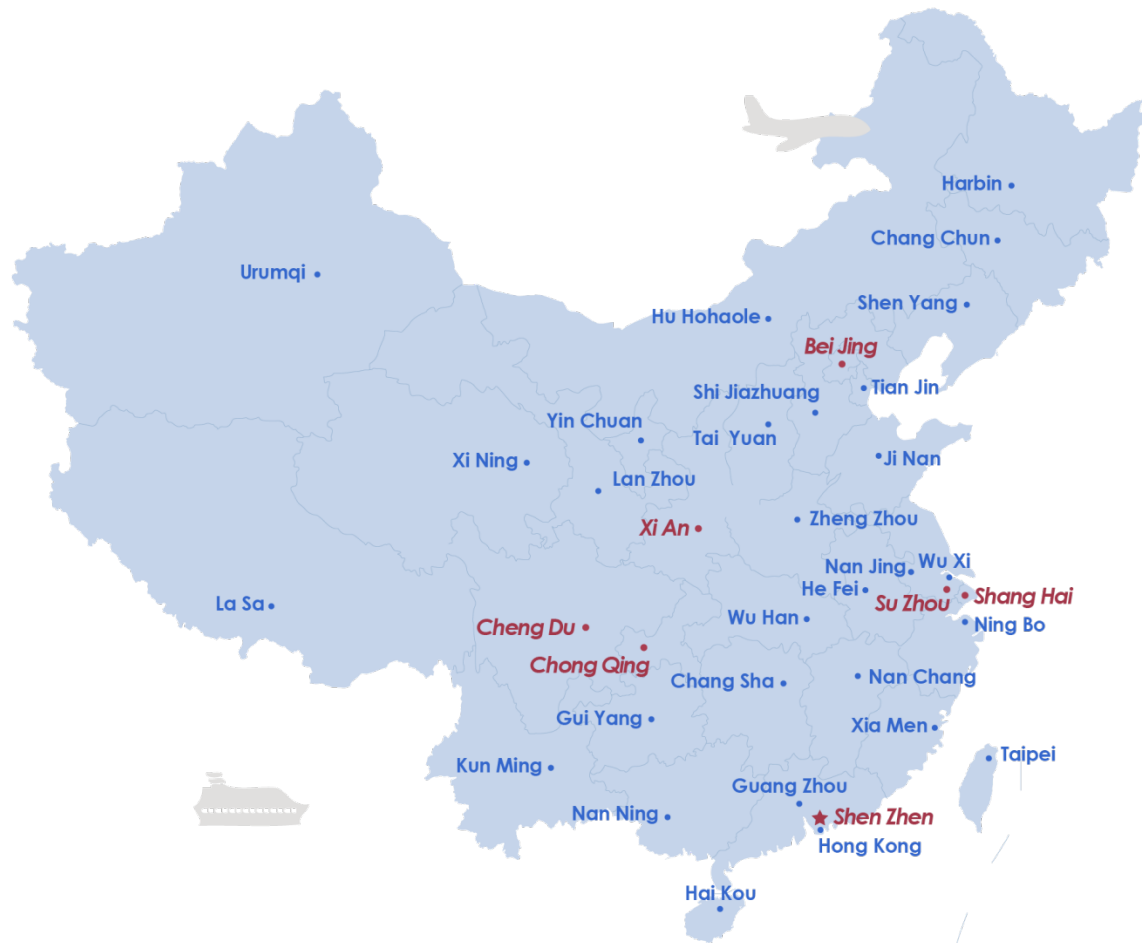 Harbin
Chang Chun
Urumqi
Shen Yang
Hu Hohaole
Bei Jing
Tian Jin
Shi Jiazhuang
Yin Chuan
Tai  Yuan
Xi Ning
Ji Nan
Lan Zhou
Zheng Zhou
Xi An
Wu Xi
Nan Jing
He Fei
Su Zhou
Shang Hai
La Sa
Wu Han
Ning Bo
Cheng Du
Chong Qing
Chang Sha
Nan Chang
Gui Yang
Xia Men
Taipei
Kun Ming
Guang Zhou
Nan Ning
Shen Zhen
Hong Kong
Hai Kou